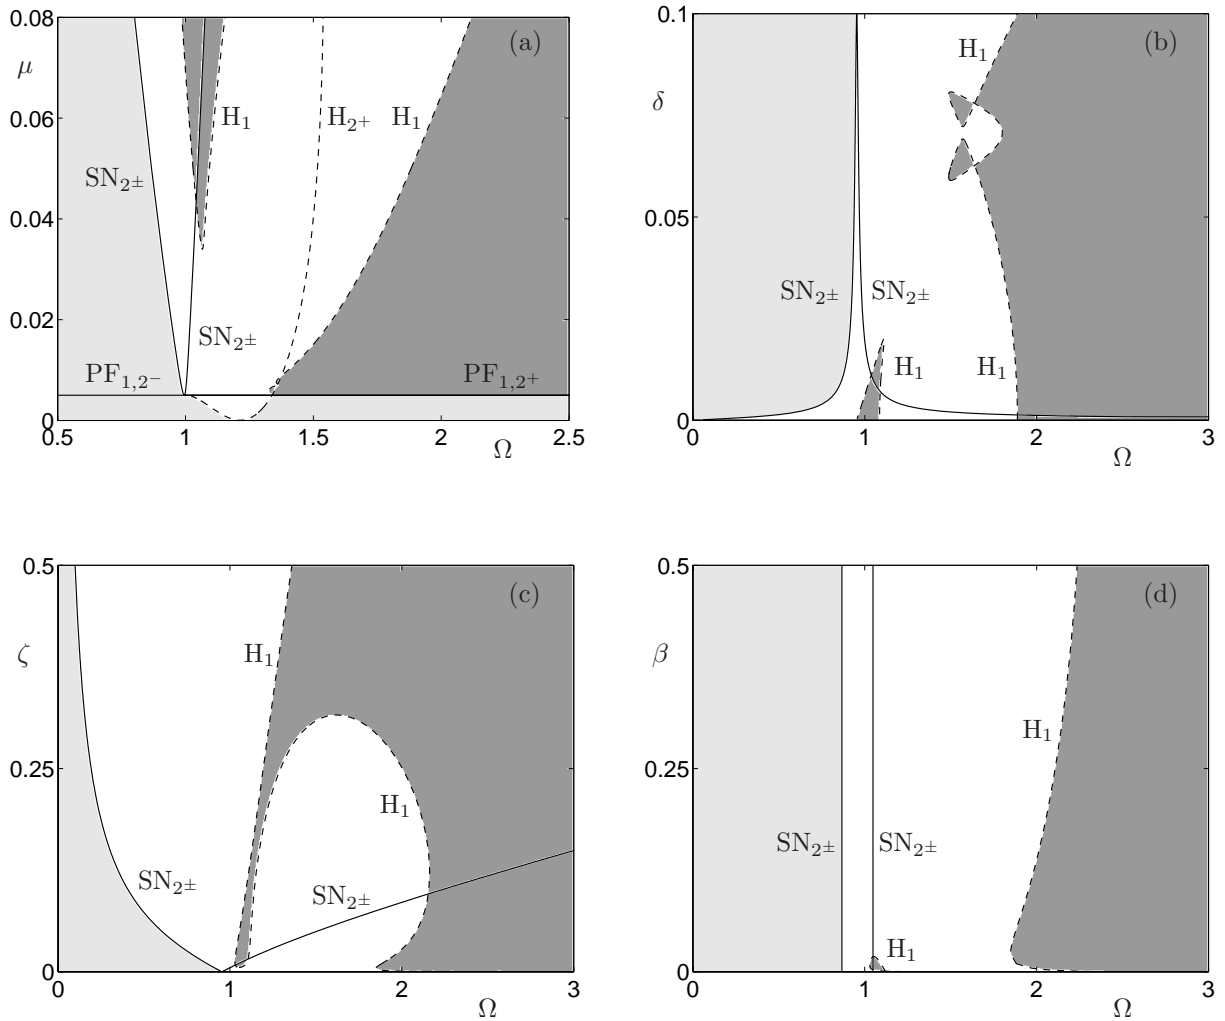 0.08
(a)
μ
0.06
H₁
H₂₊
H₁
SN₂±
0.04
0.02
SN₂±
PF₁,₂₋
PF₁,₂₊
0
0.5
1
1.5
2
2.5
Ω
0.1
(b)
H₁
δ
0.05
SN₂±
SN₂±
H₁
H₁
0
0
1
2
3
Ω
0.5
(c)
H₁
ζ
0.25
H₁
SN₂±
SN₂±
0
0
1
2
3
Ω
0.5
(d)
β
H₁
0.25
SN₂±
SN₂±
H₁
0
0
1
2
3
Ω